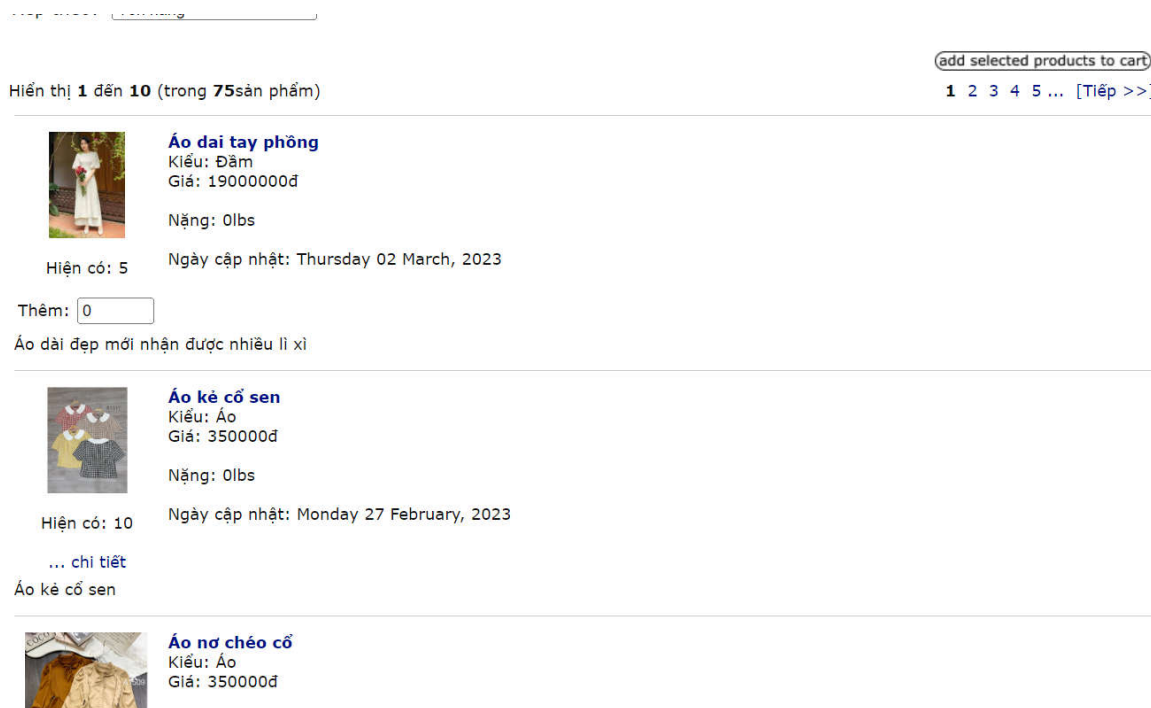 add selected products to cart
Hiển thị 1 đến 10 (trong 75sản phẩm)
1 2 3 4 5 ... [Tiếp >>]
Áo dai tay phồng
Kiểu: Đầm
Giá: 19000000đ
Nặng: 0lbs
Ngày cập nhật: Thursday 02 March, 2023
Hiện có: 5
Thêm: 0
Áo dài đẹp mới nhận được nhiều lì xì
Áo kẻ cổ sen
Kiểu: Áo
Giá: 350000đ
Nặng: 0lbs
Ngày cập nhật: Monday 27 February, 2023
Hiện có: 10
... chi tiết
Áo kẻ cổ sen
Áo nơ chéo cổ
Kiểu: Áo
Giá: 350000đ